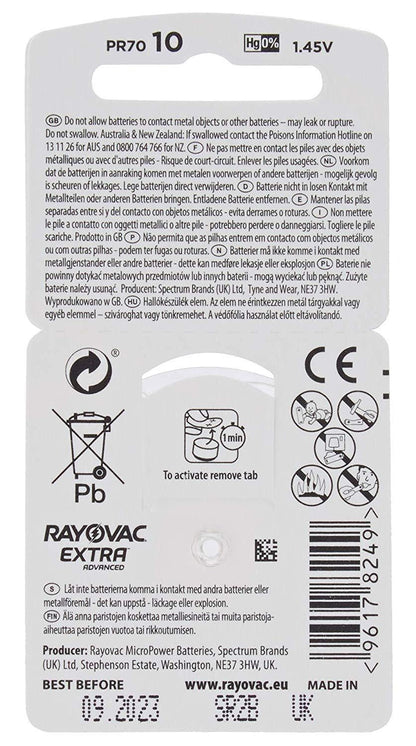 PR70 10 Hg0% 1.45V
GB Do not allow batteries to contact metal objects or other batteries – may leak or rupture.
Do not swallow. Australia & New Zealand: If swallowed contact the Poisons Information Hotline on
13 11 26 for AUS and 0800 764 766 for NZ. F Ne pas mettre en contact les piles avec des objets
métalliques ou avec d'autres piles - Risque de court-circuit. Enlever les piles usagées. NL Voorkom
dat de batterijen in aanraking komen met metalen voorwerpen of andere batterijen - mogelijk gevolg
is scheuren of lekkages. Lege batterijen direct verwijderen. D Batterie nicht in losen Kontakt mit
Metallteilen oder anderen Batterien bringen. Entladene Batterie entfernen. E Mantener las pilas
separadas entre si y del contacto con objetos metálicos - evita derrames o roturas. I Non mettere
le pile a contatto con oggetti metallici o altre pile - potrebbero perdere o danneggiarsi. Togliere le pile
scariche. Prodotto in GB P Não permita que as pilhas entrem em contacto com objectos metálicos
ou com outras pilhas - podem ter fugas ou roturas. N Batterier må ikke komme i kontakt med
metallgjenstander eller andre batterier - dette kan medføre lekasje eller eksplosjon PL Baterie nie
powinny dotykać metalowych przedmiotów lub innych baterii - mogą wyciekać lub pęknąć. Zużyte
baterie należy usunąć. Producent: Spectrum Brands (UK) Ltd, Tyne and Wear, NE37 3HW.
Wyprodukowano w GB. HU Hallókészülék elem. Az elem ne érintkezzen metál tárgyakkal vagy
egyéb elemmel – szivároghat vagy tönkremehet. A védőfólia használat előtt eltávolítandó.
CE
1 min
To activate remove tab
Pb
RAYOVAC
EXTRA
ADVANCED
S Låt inte batterierna komma i kontakt med andra batterier eller
metallföremål - det kan uppstå - läckage eller explosion.
FIN Älä anna paristojen koskettaa metalliesineitä tai muita paristoja-
aiheuttaa paristojen vuotoa tai rikkoutumisen.
Producer: Rayovac MicroPower Batteries, Spectrum Brands
(UK) Ltd, Stephenson Estate, Washington, NE37 3HW, UK.
BEST BEFORE www.rayovac.eu MADE IN
09.2023 SR28 UK
96178249